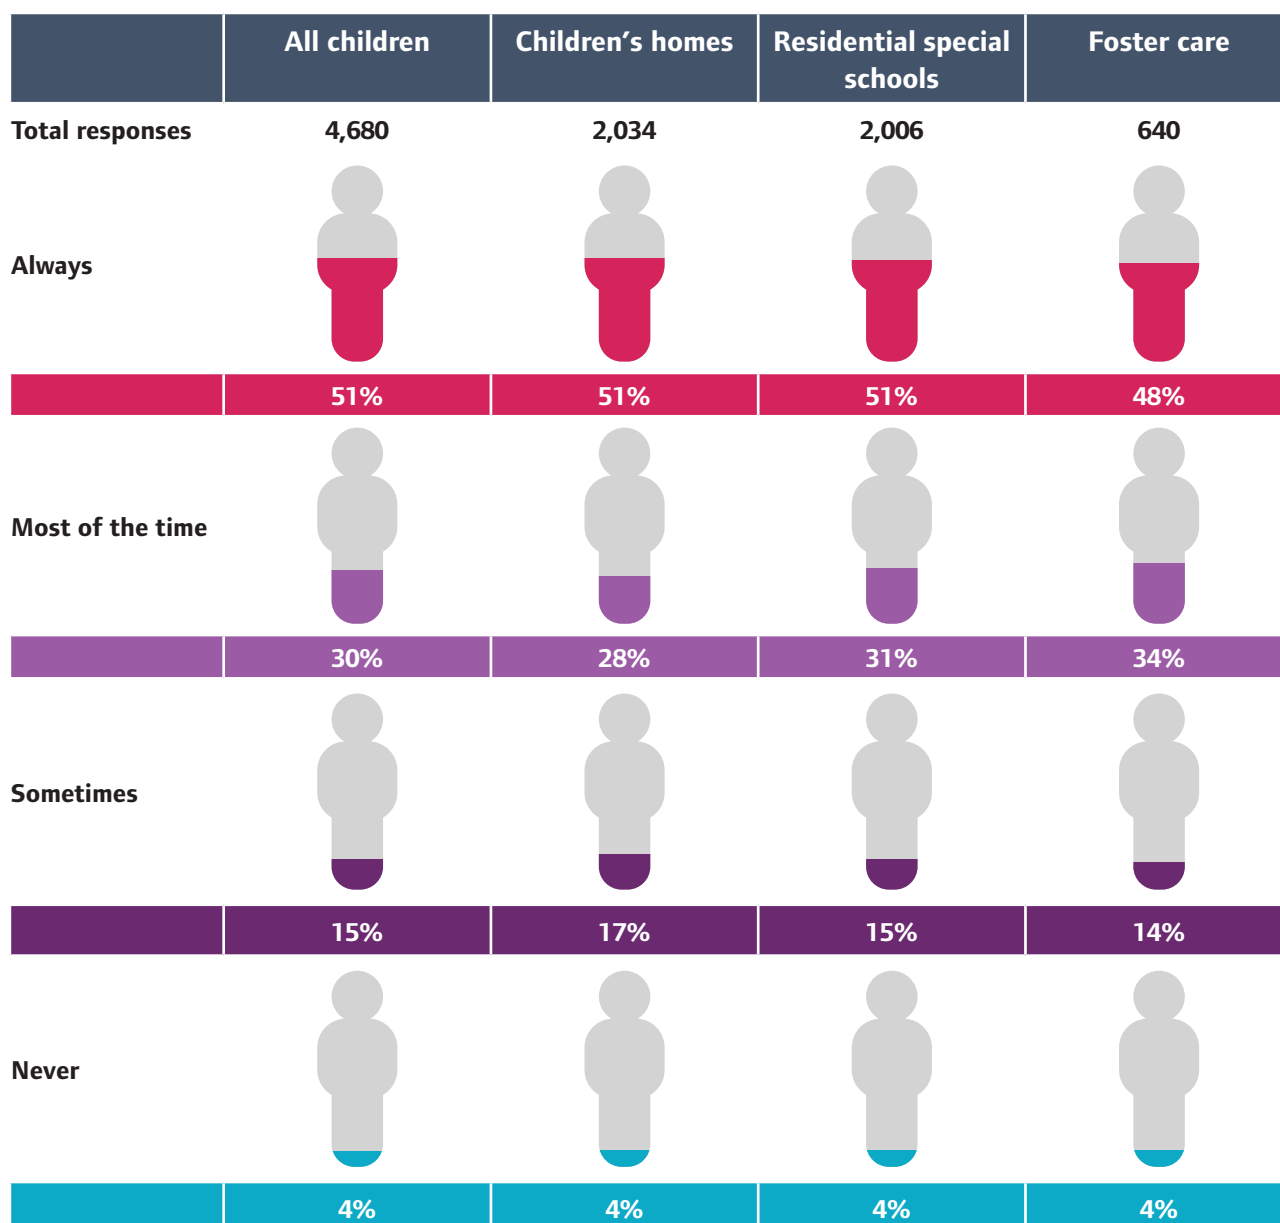 All children Children’s homes Residential special schools Foster care
Total responses 4,680 2,034 2,006 640
Always
51% 51% 51% 48%
Most of the time
30% 28% 31% 34%
Sometimes
15% 17% 15% 14%
Never
4% 4% 4% 4%